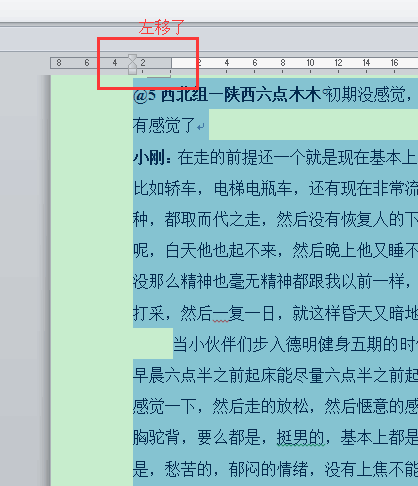 左移了
8 6 4 2 2 4 6 8 10 12 14 16
@5 西北组—陕西六点木木 初期没感觉，
有感觉了
小刚：在走的前提还一个就是现在基本上
比如轿车，电梯电瓶车，还有现在非常流
种，都取而代之走，然后没有恢复人的下
呢，白天他也起不来，然后晚上他又睡不
没那么精神也毫无精神都跟我以前一样，
打采，然后一复一日，就这样昏天又暗地
当小伙伴们步入德明健身五期的时
早晨六点半之前起床能尽量六点半之前起
感觉一下，然后走的放松，然后惬意的感
胸驼背，要么都是，挺男的，基本上都是
是，愁苦的，郁闷的情绪，没有上焦不能